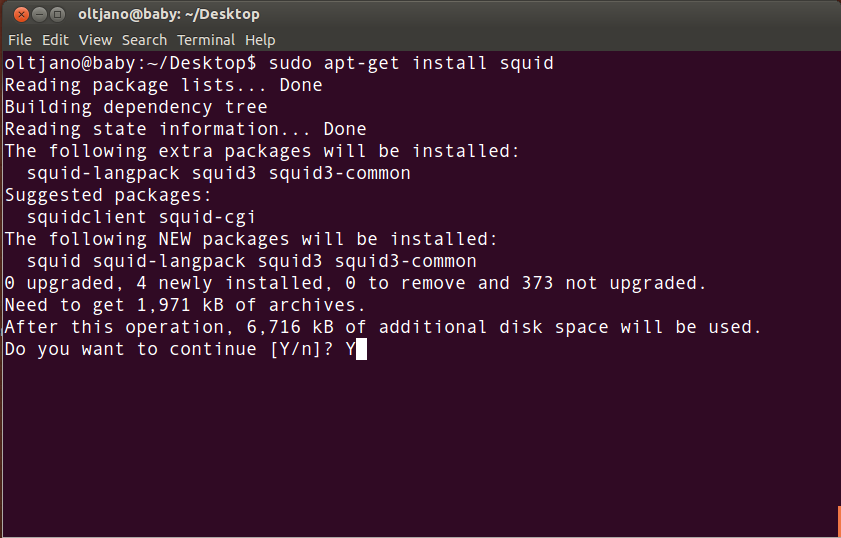 oltjano@baby: ~/Desktop
File Edit View Search Terminal Help
oltjano@baby:~/Desktop$ sudo apt-get install squid
Reading package lists... Done
Building dependency tree
Reading state information... Done
The following extra packages will be installed:
  squid-langpack squid3 squid3-common
Suggested packages:
  squidclient squid-cgi
The following NEW packages will be installed:
  squid squid-langpack squid3 squid3-common
0 upgraded, 4 newly installed, 0 to remove and 373 not upgraded.
Need to get 1,971 kB of archives.
After this operation, 6,716 kB of additional disk space will be used.
Do you want to continue [Y/n]? Y